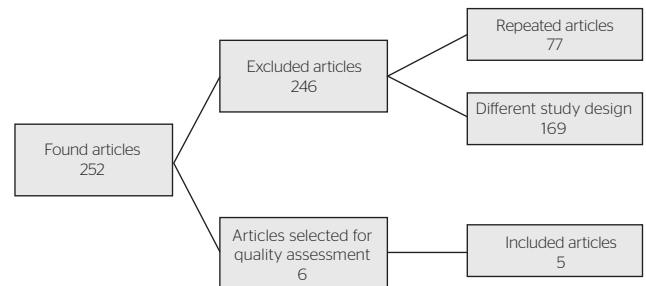 Repeated articles
77
Excluded articles
246
Different study design
169
Found articles
252
Articles selected for
quality assessment
6
Included articles
5